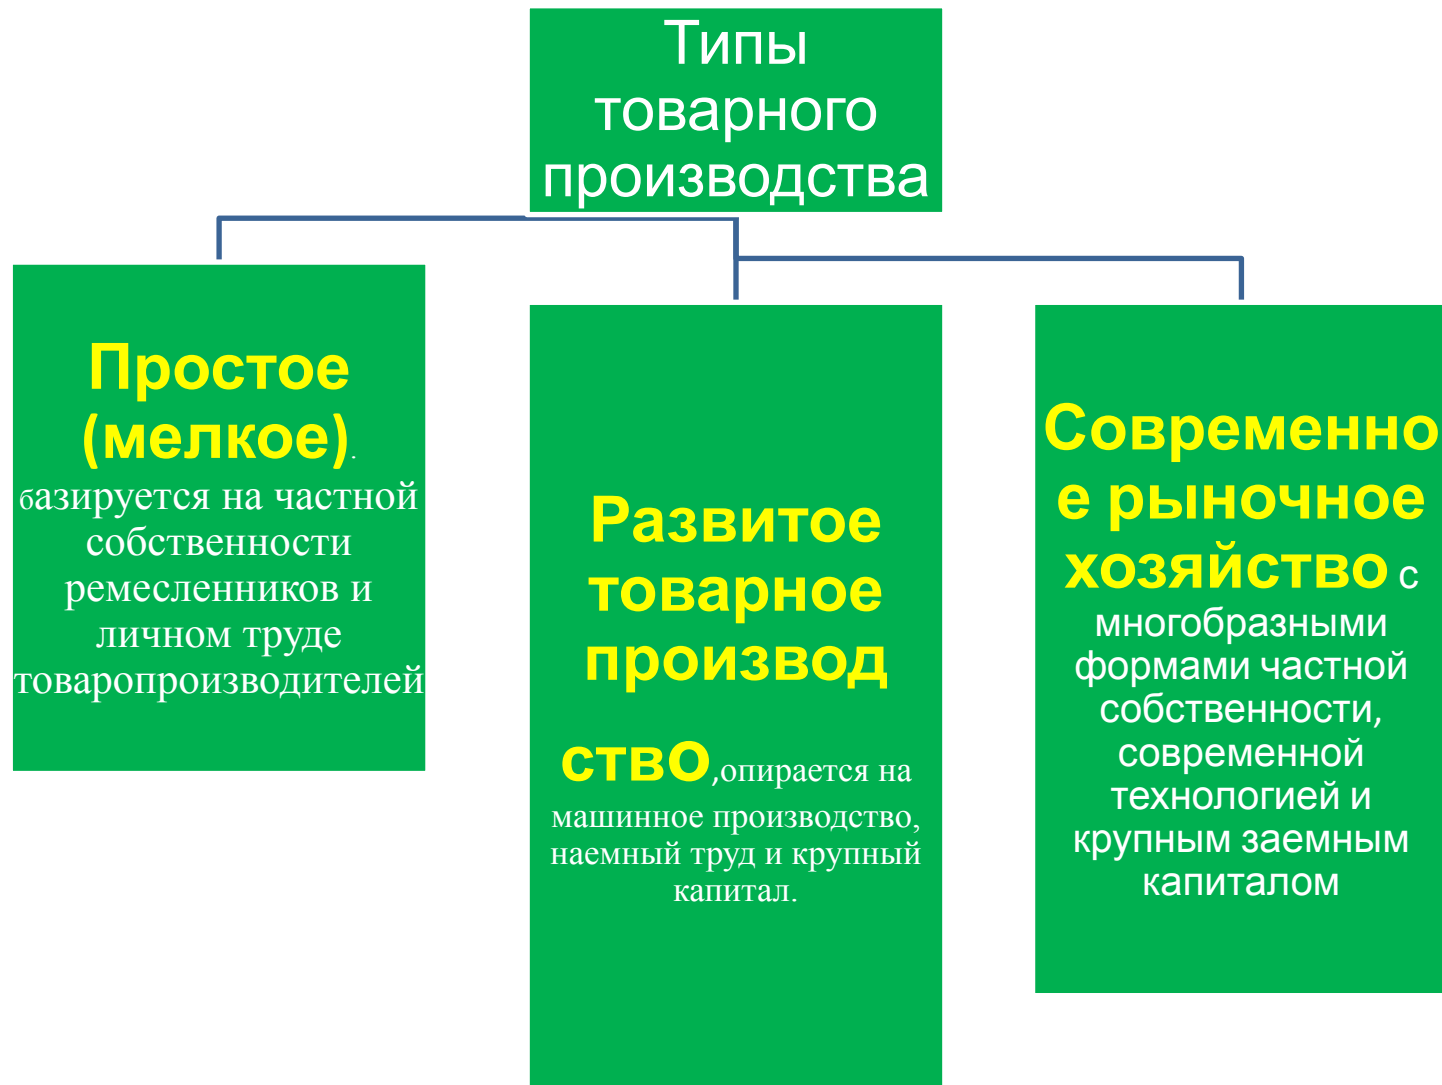 Типы
товарного
производства
Простое
(мелкое).
базируется на частной
собственности
ремесленников и
личном труде
товаропроизводителей
Развитое
товарное
производ
ство,опирается на
машинное производство,
наемный труд и крупный
капитал.
Современно
е рыночное
хозяйство с
многобразными
формами частной
собственности,
современной
технологией и
крупным заемным
капиталом